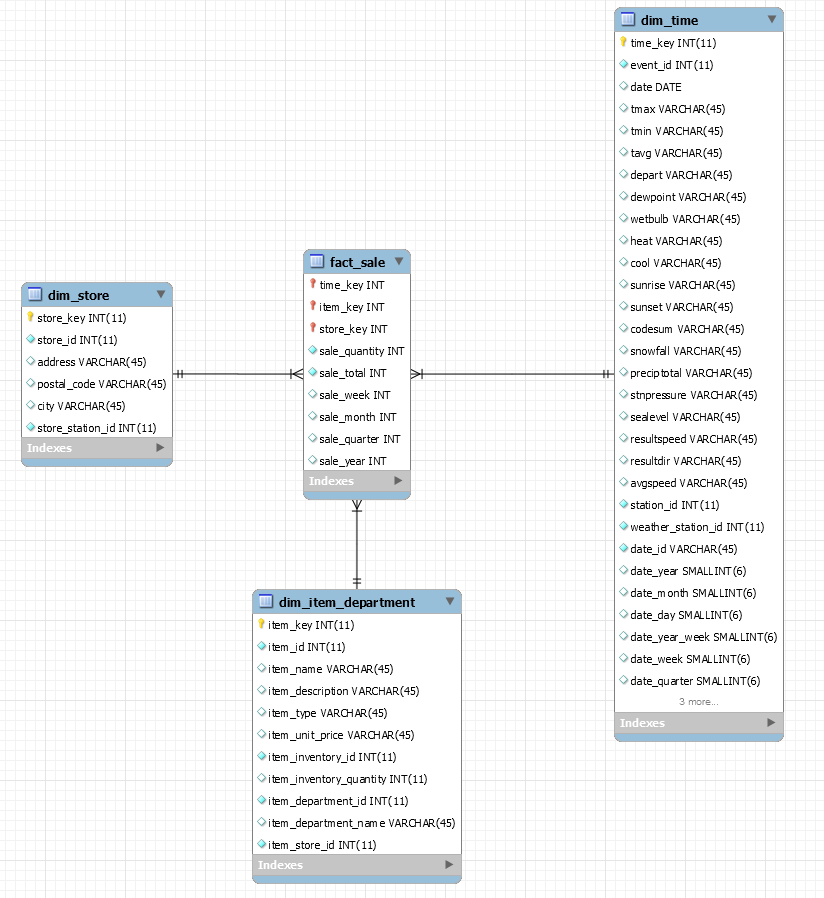 dim_time
time_key INT(11)
event_id INT(11)
date DATE
tmax VARCHAR(45)
tmin VARCHAR(45)
tavg VARCHAR(45)
depart VARCHAR(45)
dewpoint VARCHAR(45)
wetbulb VARCHAR(45)
heat VARCHAR(45)
cool VARCHAR(45)
sunrise VARCHAR(45)
sunset VARCHAR(45)
codesum VARCHAR(45)
snowfall VARCHAR(45)
preciptotal VARCHAR(45)
stnpressure VARCHAR(45)
sealevel VARCHAR(45)
resultspeed VARCHAR(45)
resultdir VARCHAR(45)
avgspeed VARCHAR(45)
station_id INT(11)
weather_station_id INT(11)
date_id VARCHAR(45)
date_year SMALLINT(6)
date_month SMALLINT(6)
date_day SMALLINT(6)
date_year_week SMALLINT(6)
date_week SMALLINT(6)
date_quarter SMALLINT(6)
3 more...
Indexes
fact_sale
time_key INT
item_key INT
store_key INT
sale_quantity INT
sale_total INT
sale_week INT
sale_month INT
sale_quarter INT
sale_year INT
Indexes
dim_store
store_key INT(11)
store_id INT(11)
address VARCHAR(45)
postal_code VARCHAR(45)
city VARCHAR(45)
store_station_id INT(11)
Indexes
dim_item_department
item_key INT(11)
item_id INT(11)
item_name VARCHAR(45)
item_description VARCHAR(45)
item_type VARCHAR(45)
item_unit_price VARCHAR(45)
item_inventory_id INT(11)
item_inventory_quantity INT(11)
item_department_id INT(11)
item_department_name VARCHAR(45)
item_store_id INT(11)
Indexes